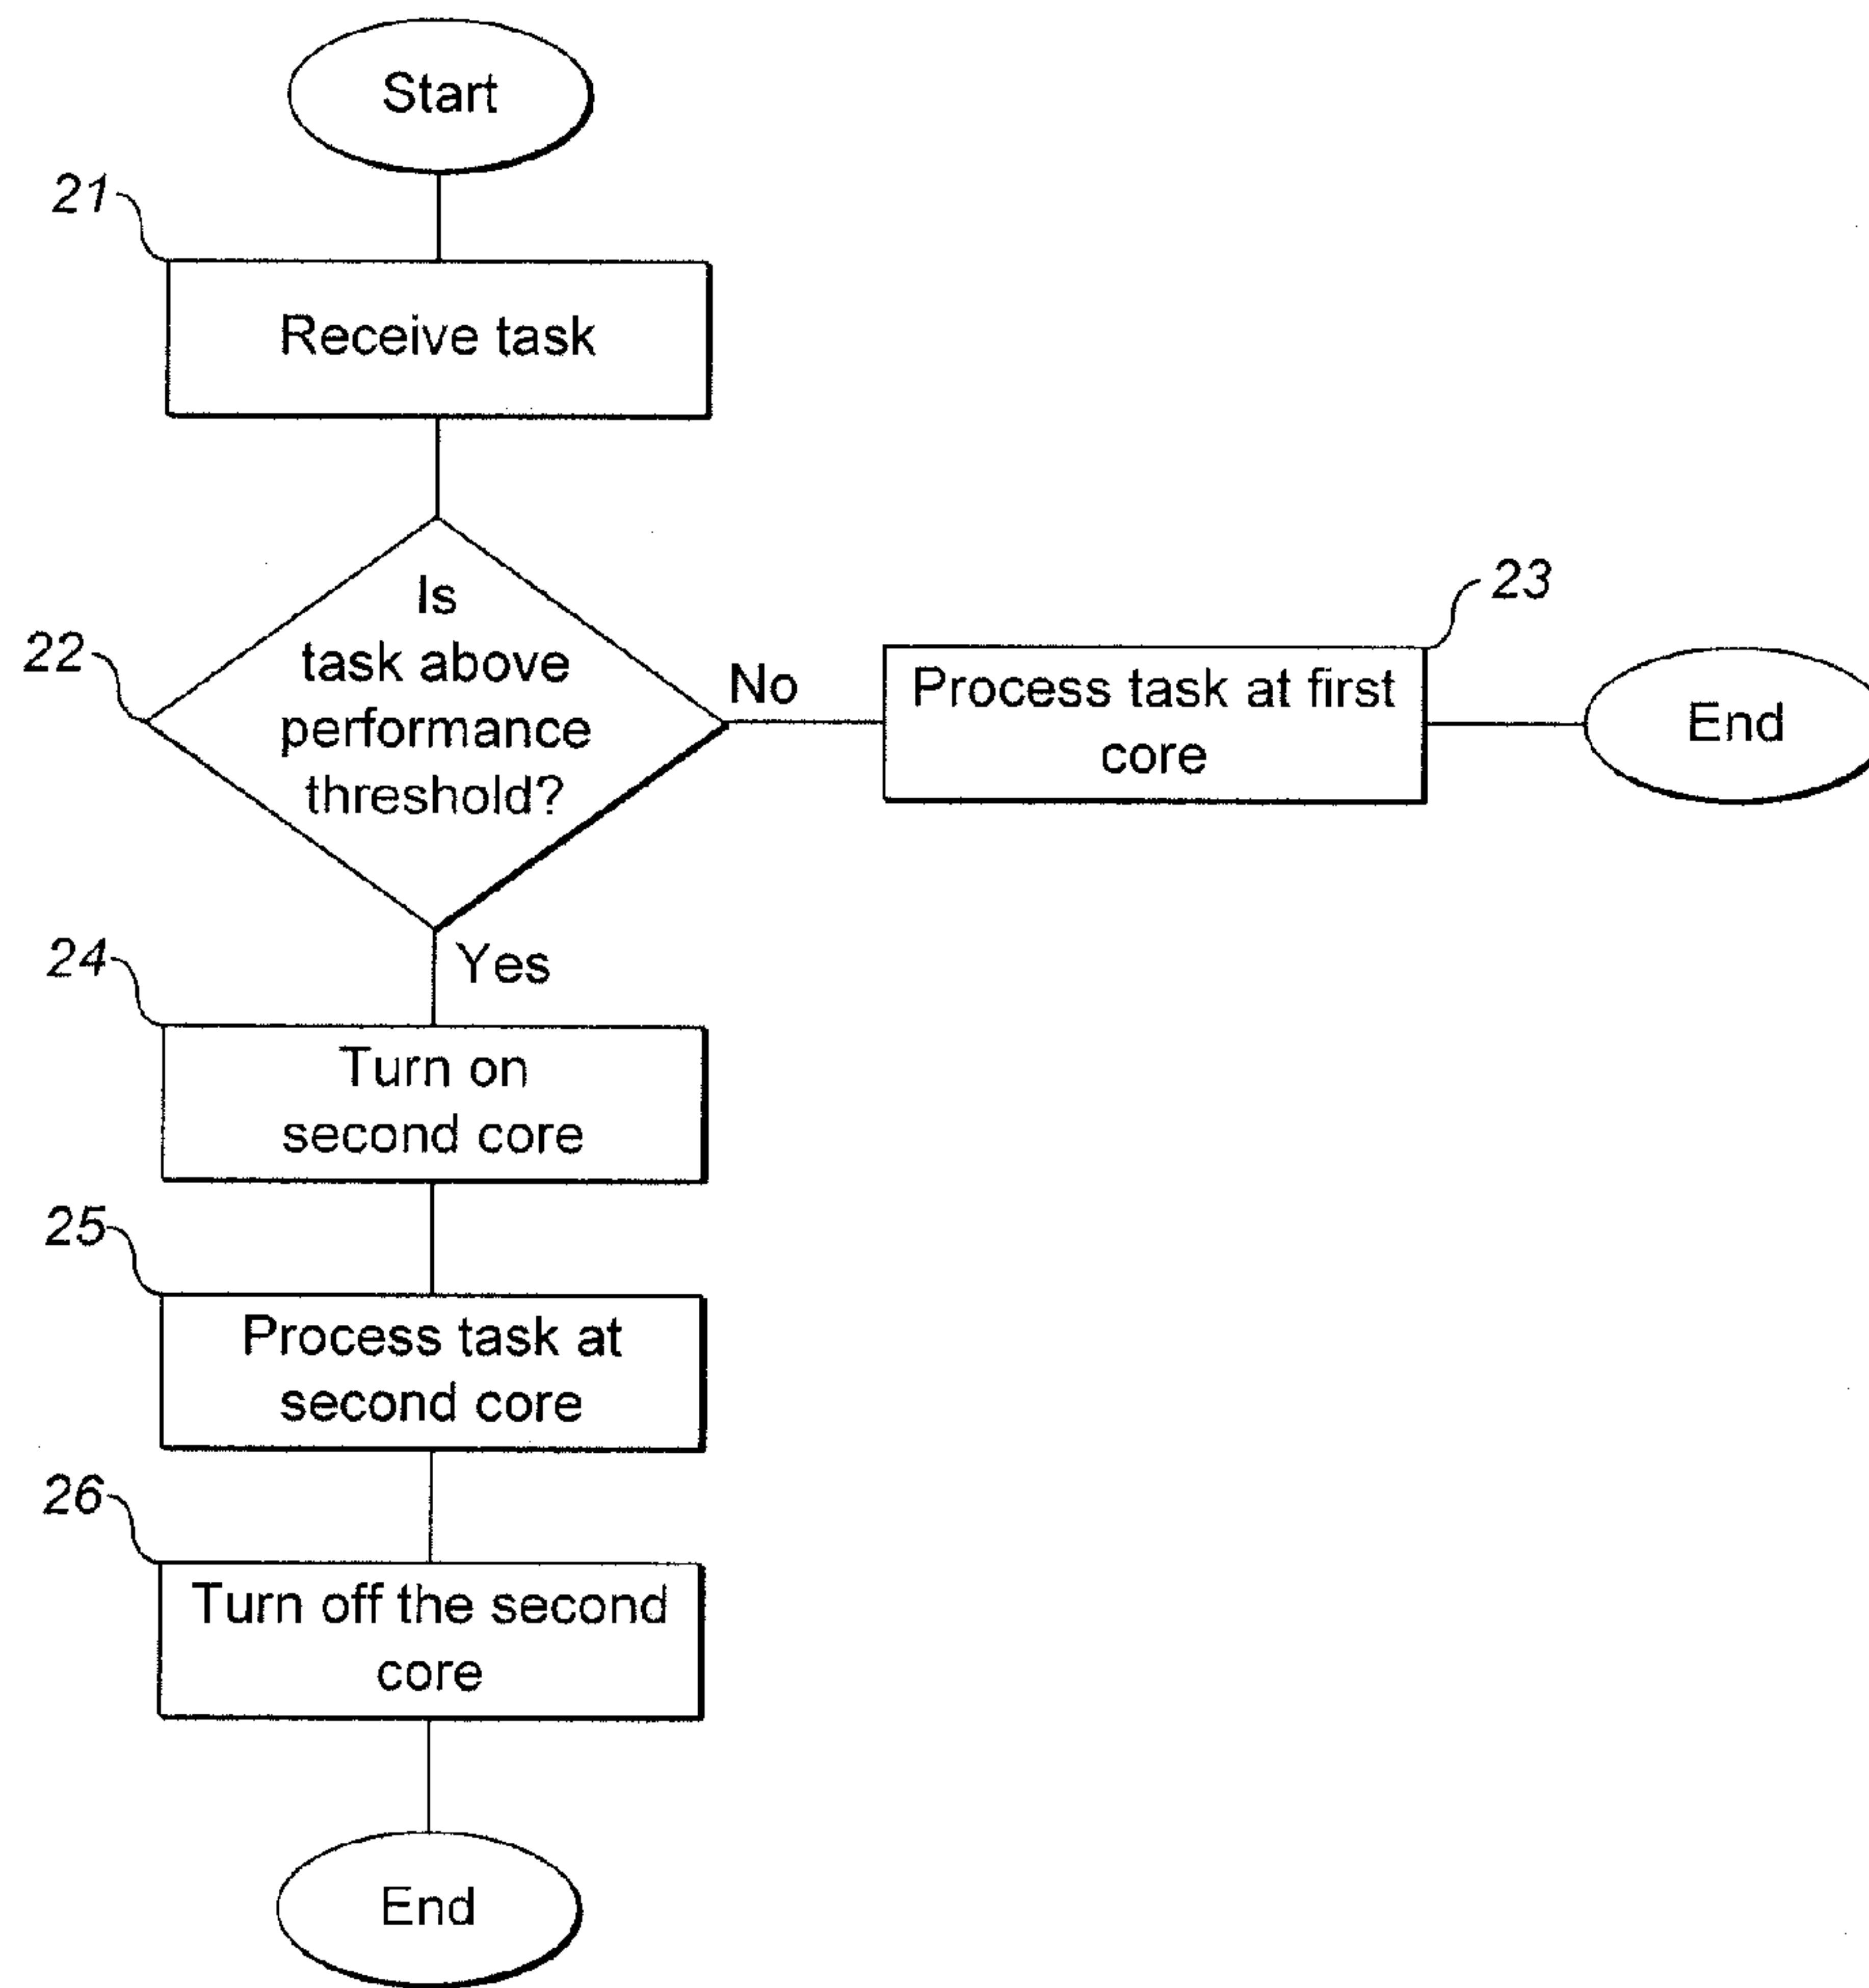 Start
21
Receive task
22
Is
task above
performance
threshold?
No
23
Process task at first
core
End
Yes
24
Turn on
second core
25
Process task at
second core
26
Turn off the second
core
End